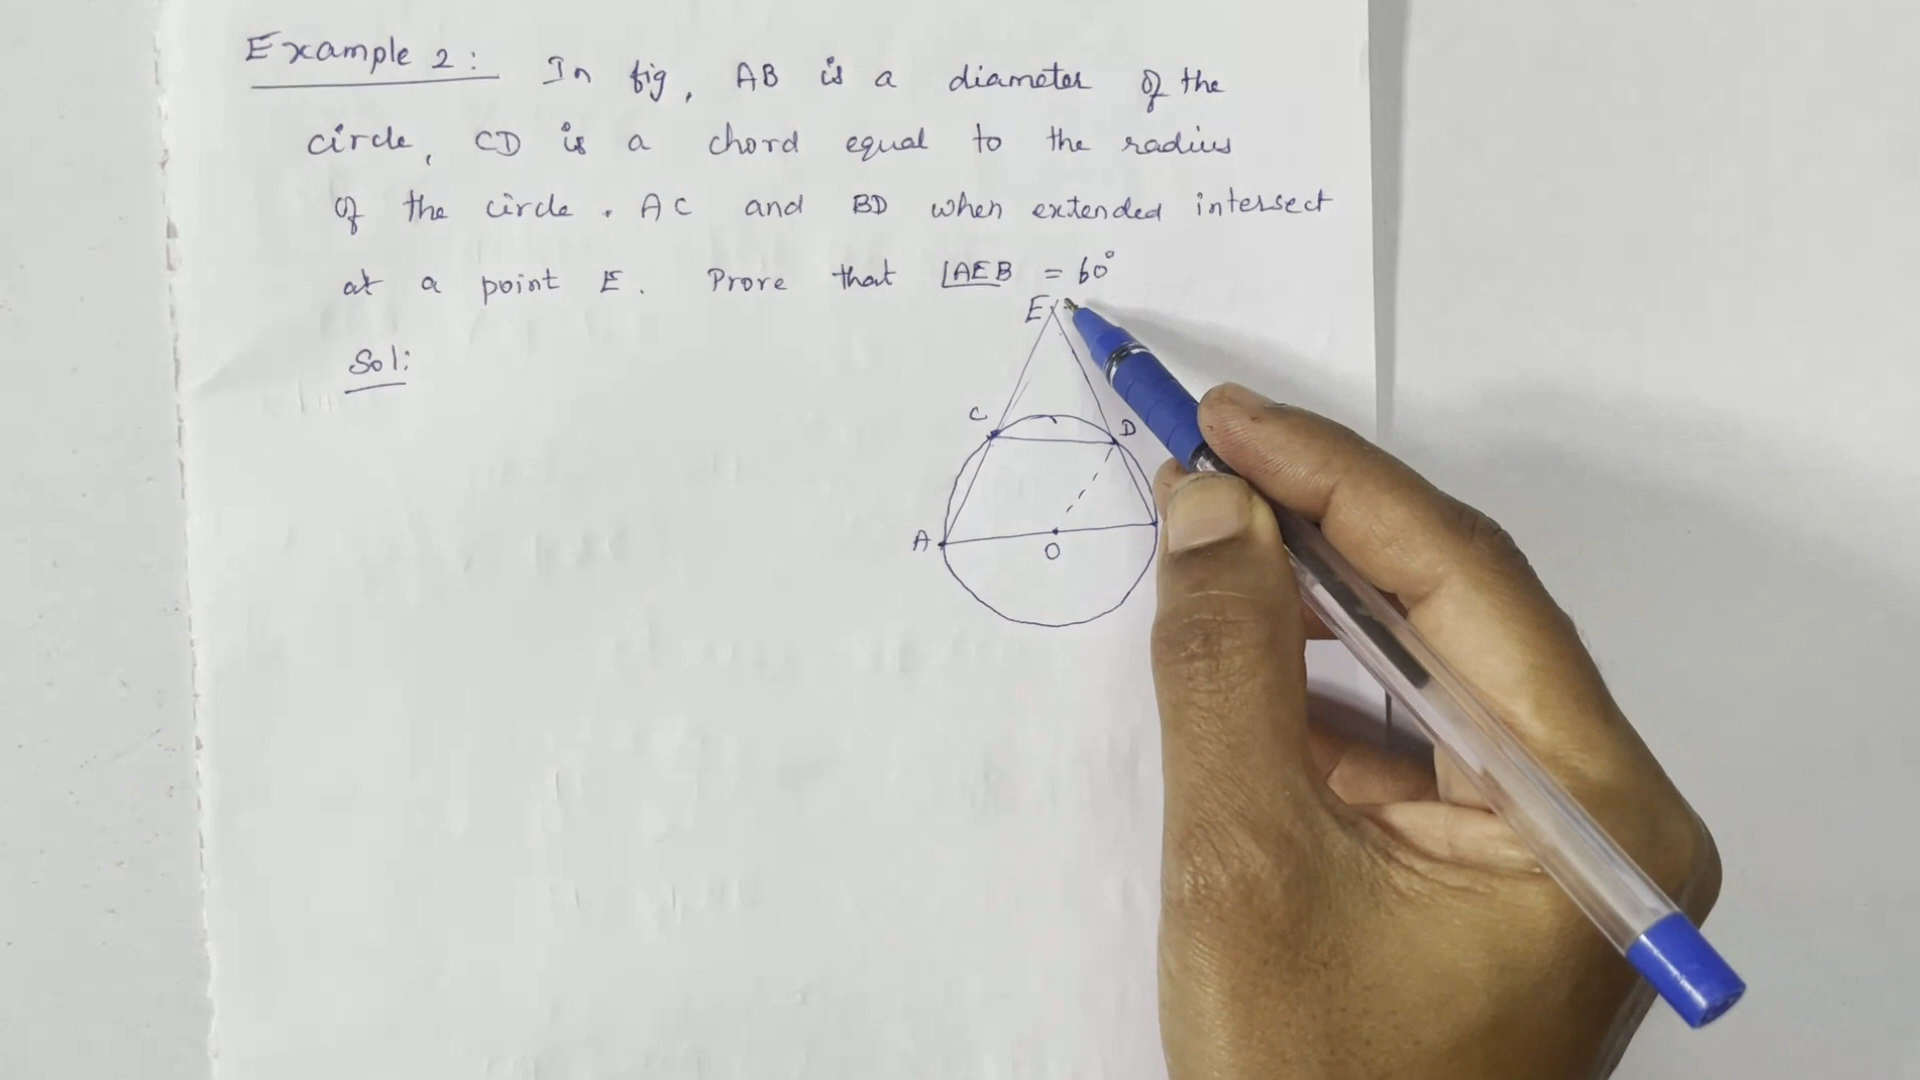 Example 2: In fig, AB is a diameter of the
circle, CD is a chord equal to the radius
of the circle. AC and BD when extended intersect
at a point E. Prove that ∠AEB = 60°
E
Sol:
C
D
A
O